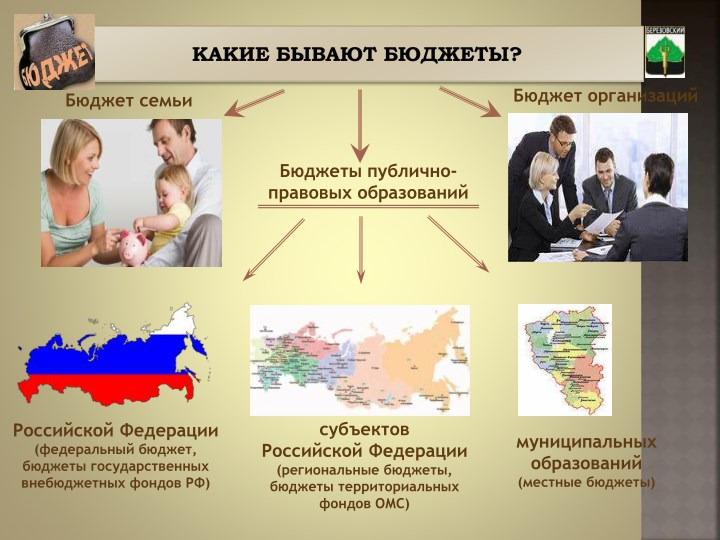 КАКИЕ БЫВАЮТ БЮДЖЕТЫ?
БЮДЖЕТ
БЕРЕЗОВСКИЙ
Бюджет семьи
Бюджет организаций
Бюджеты публично-
правовых образований
Российской Федерации
(федеральный бюджет,
бюджеты государственных
внебюджетных фондов РФ)
субъектов
Российской Федерации
(региональные бюджеты,
бюджеты территориальных
фондов ОМС)
муниципальных
образований
(местные бюджеты)